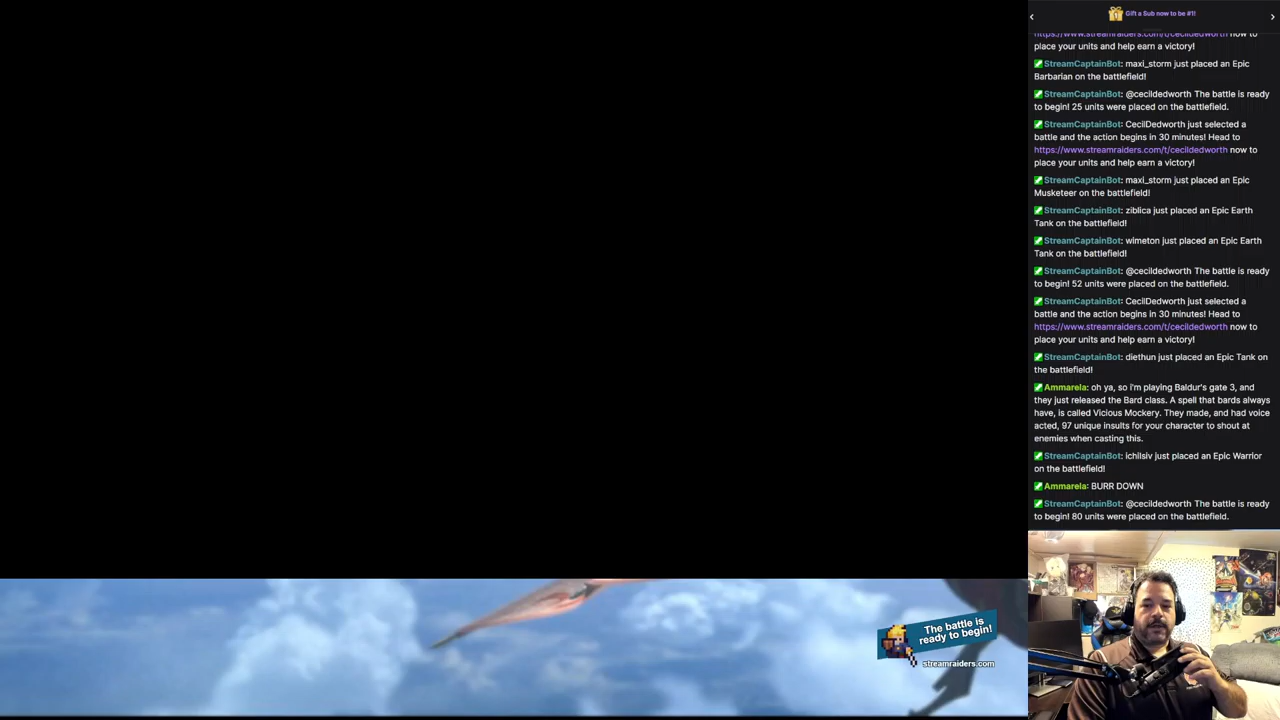 Gift a Sub now to be #1!
https://www.streamraiders.com/t/cecildedworth now to
place your units and help earn a victory!
StreamCaptainBot: maxi_storm just placed an Epic
Barbarian on the battlefield!
StreamCaptainBot: @cecildedworth The battle is ready
to begin! 25 units were placed on the battlefield.
StreamCaptainBot: CecilDedworth just selected a
battle and the action begins in 30 minutes! Head to
https://www.streamraiders.com/t/cecildedworth now to
place your units and help earn a victory!
StreamCaptainBot: maxi_storm just placed an Epic
Musketeer on the battlefield!
StreamCaptainBot: ziblica just placed an Epic Earth
Tank on the battlefield!
StreamCaptainBot: wlmeton just placed an Epic Earth
Tank on the battlefield!
StreamCaptainBot: @cecildedworth The battle is ready
to begin! 52 units were placed on the battlefield.
StreamCaptainBot: CecilDedworth just selected a
battle and the action begins in 30 minutes! Head to
https://www.streamraiders.com/t/cecildedworth now to
place your units and help earn a victory!
StreamCaptainBot: diethun just placed an Epic Tank on
the battlefield!
Ammarela: oh ya, so i'm playing Baldur's gate 3, and
they just released the Bard class. A spell that bards always
have, is called Vicious Mockery. They made, and had voice
acted, 97 unique insults for your character to shout at
enemies when casting this.
StreamCaptainBot: ichilsiv just placed an Epic Warrior
on the battlefield!
Ammarela: BURR DOWN
StreamCaptainBot: @cecildedworth The battle is ready
to begin! 80 units were placed on the battlefield.
The battle is
ready to begin!
streamraiders.com